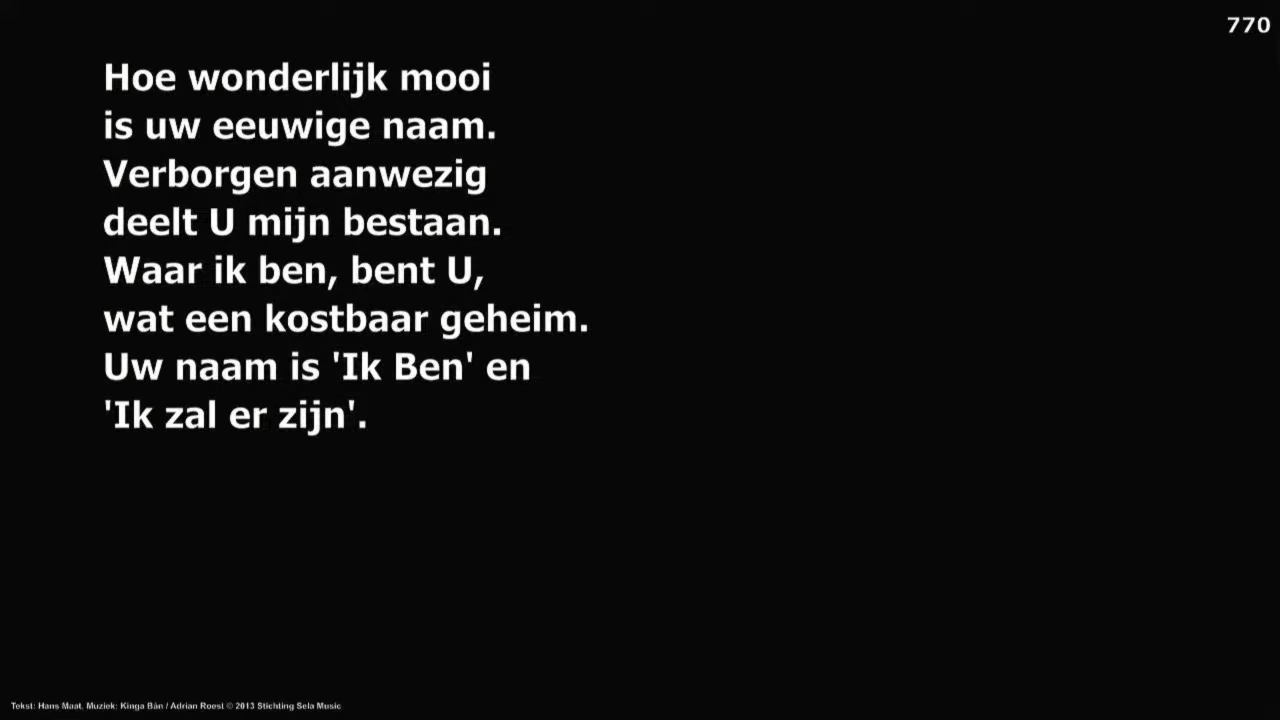 770
Hoe wonderlijk mooi
is uw eeuwige naam.
Verborgen aanwezig
deelt U mijn bestaan.
Waar ik ben, bent U,
wat een kostbaar geheim.
Uw naam is 'Ik Ben' en
'Ik zal er zijn'.
Tekst: Hans Maat, Muziek: Kinga Bán / Adrian Roest © 2013 Stichting Sela Music